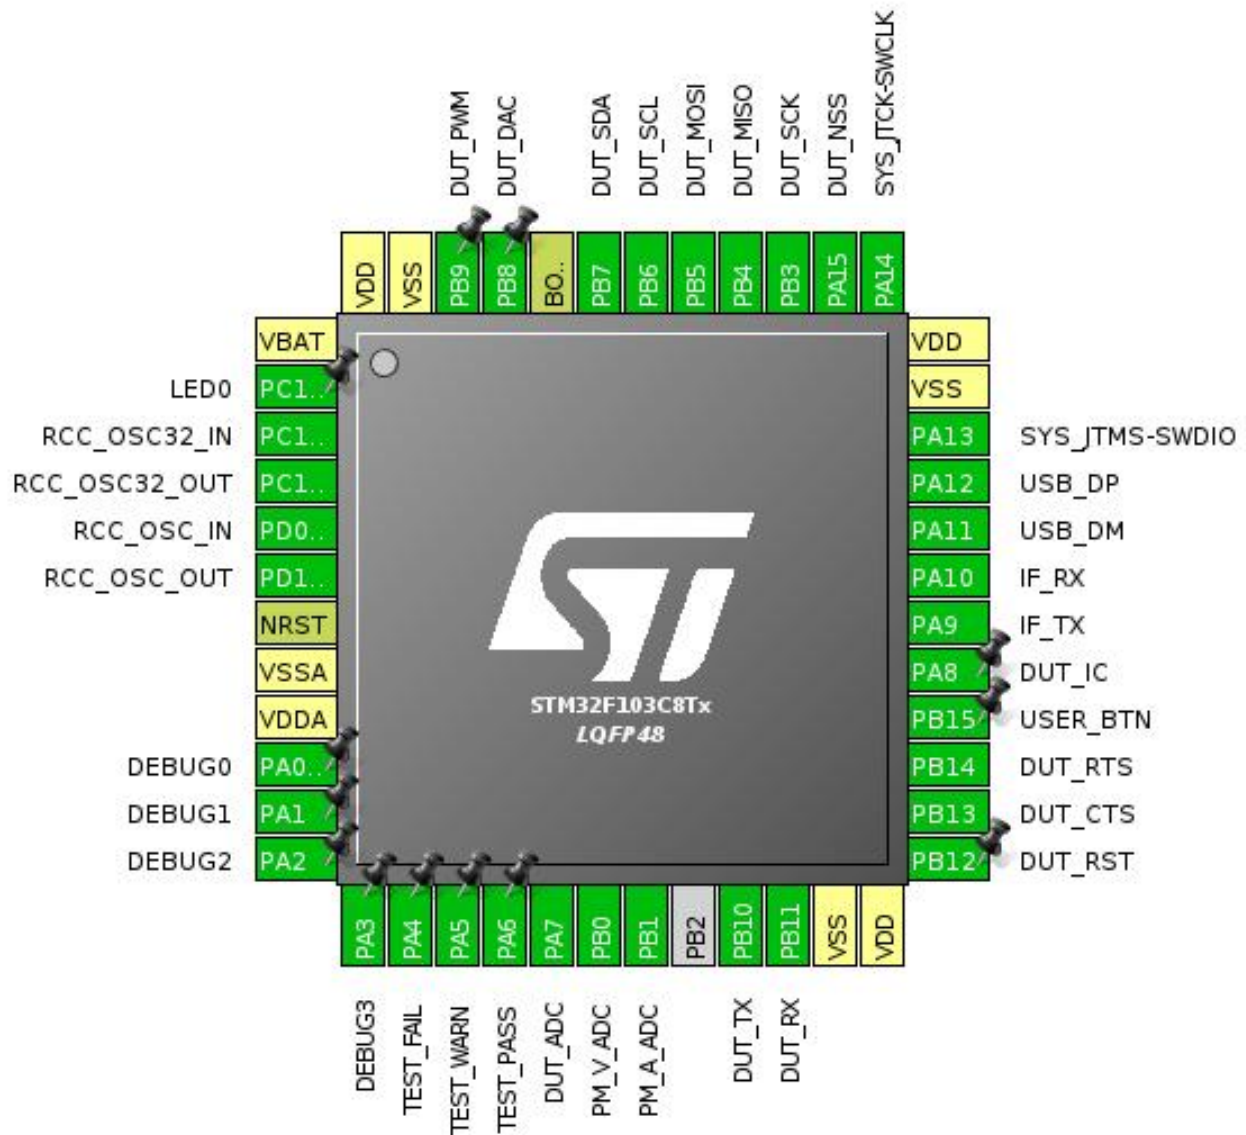 DUT_PWM
DUT_DAC
DUT_SDA
DUT_SCL
DUT_MOSI
DUT_MISO
DUT_SCK
DUT_NSS
SYS_JTCK-SWCLK
VDD
VSS
PB9
PB8
BO..
PB7
PB6
PB5
PB4
PB3
PA15
PA14
VBAT
LED0 PC1..
RCC_OSC32_IN PC1..
RCC_OSC32_OUT PC1..
RCC_OSC_IN PD0..
RCC_OSC_OUT PD1..
NRST
VSSA
VDDA
DEBUG0 PA0..
DEBUG1 PA1
DEBUG2 PA2
ST
STM32F103C8Tx
LQFP48
VDD
VSS
PA13 SYS_JTMS-SWDIO
PA12 USB_DP
PA11 USB_DM
PA10 IF_RX
PA9 IF_TX
PA8 DUT_IC
PB15 USER_BTN
PB14 DUT_RTS
PB13 DUT_CTS
PB12 DUT_RST
PA3
PA4
PA5
PA6
PA7
PB0
PB1
PB2
PB10
PB11
VSS
VDD
DEBUG3
TEST_FAIL
TEST_WARN
TEST_PASS
DUT_ADC
PM_V_ADC
PM_A_ADC
DUT_TX
DUT_RX